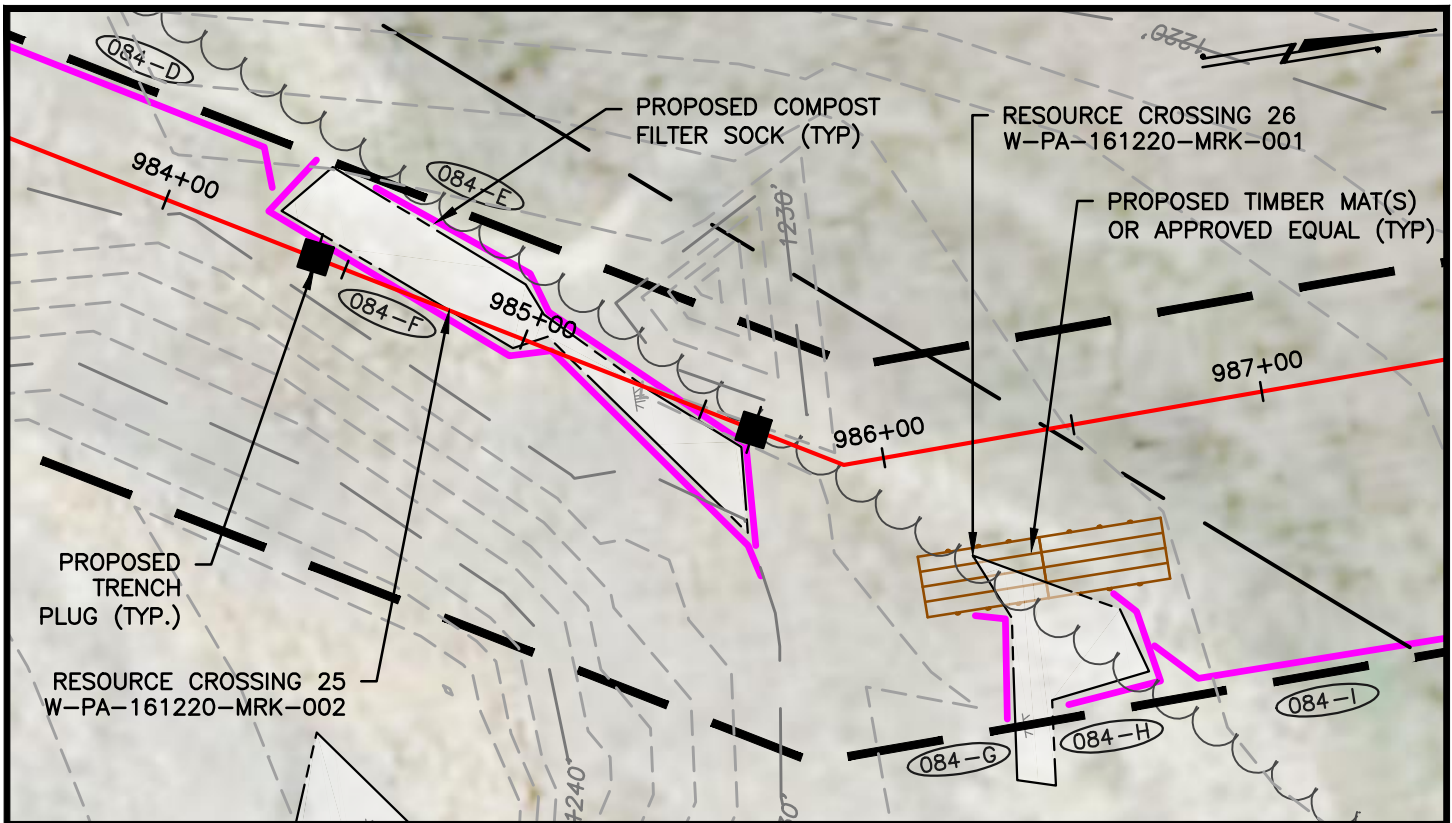 1220'
084-D
PROPOSED COMPOST
FILTER SOCK (TYP)
RESOURCE CROSSING 26
W-PA-161220-MRK-001
984+00
084-E
1230'
PROPOSED TIMBER MAT(S)
OR APPROVED EQUAL (TYP)
084-F
985+00
987+00
986+00
PROPOSED
TRENCH
PLUG (TYP.)
RESOURCE CROSSING 25
W-PA-161220-MRK-002
084-I
084-H
084-G
1240'